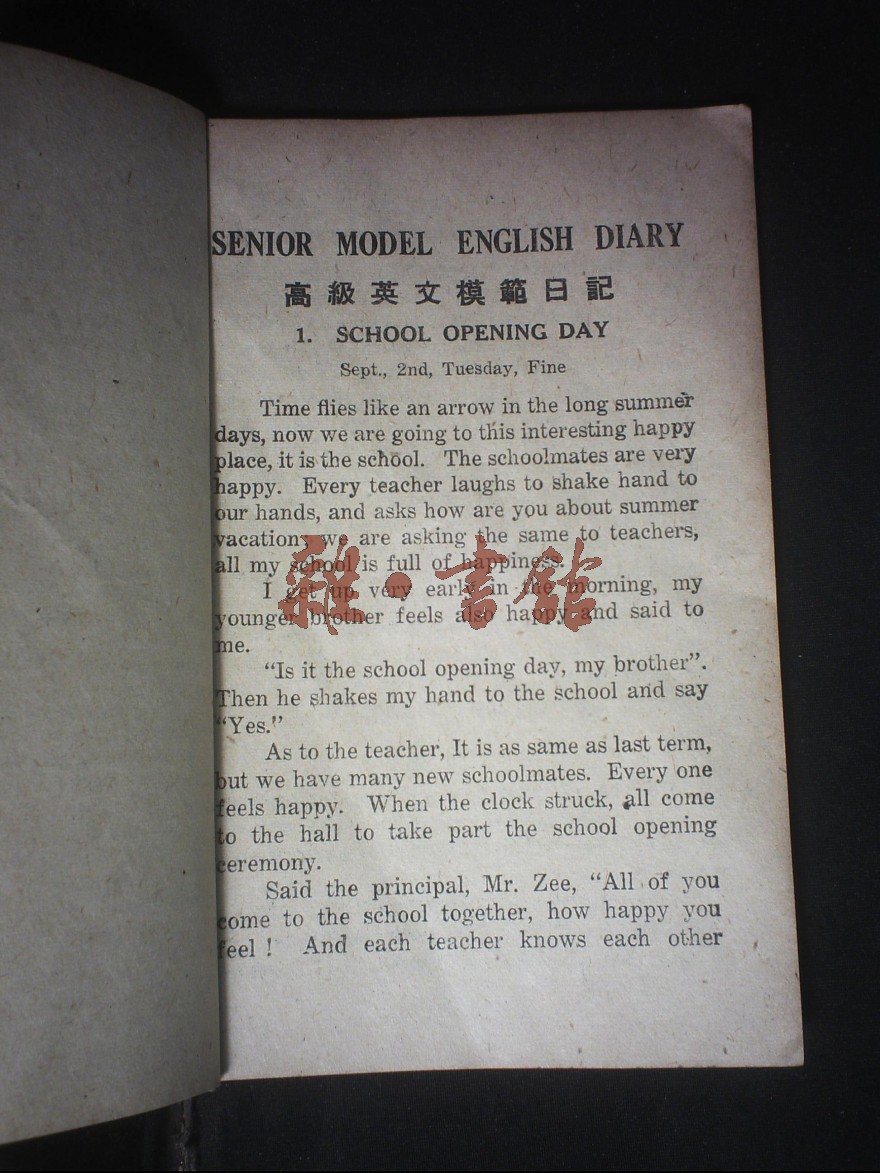 SENIOR MODEL ENGLISH DIARY
高級英文模範日記
1. SCHOOL OPENING DAY
Sept., 2nd, Tuesday, Fine
Time flies like an arrow in the long summer
days, now we are going to this interesting happy
place, it is the school. The schoolmates are very
happy. Every teacher laughs to shake hand to
our hands, and asks how are you about summer
vacation, we are asking the same to teachers,
all my school is full of happiness.
I get up very early in the morning, my
younger brother feels also happy and said to
me.
“Is it the school opening day, my brother”.
Then he shakes my hand to the school and say
“Yes.”
As to the teacher, It is as same as last term,
but we have many new schoolmates. Every one
feels happy. When the clock struck, all come
to the hall to take part the school opening
ceremony.
Said the principal, Mr. Zee, “All of you
come to the school together, how happy you
feel ! And each teacher knows each other
雜·書館